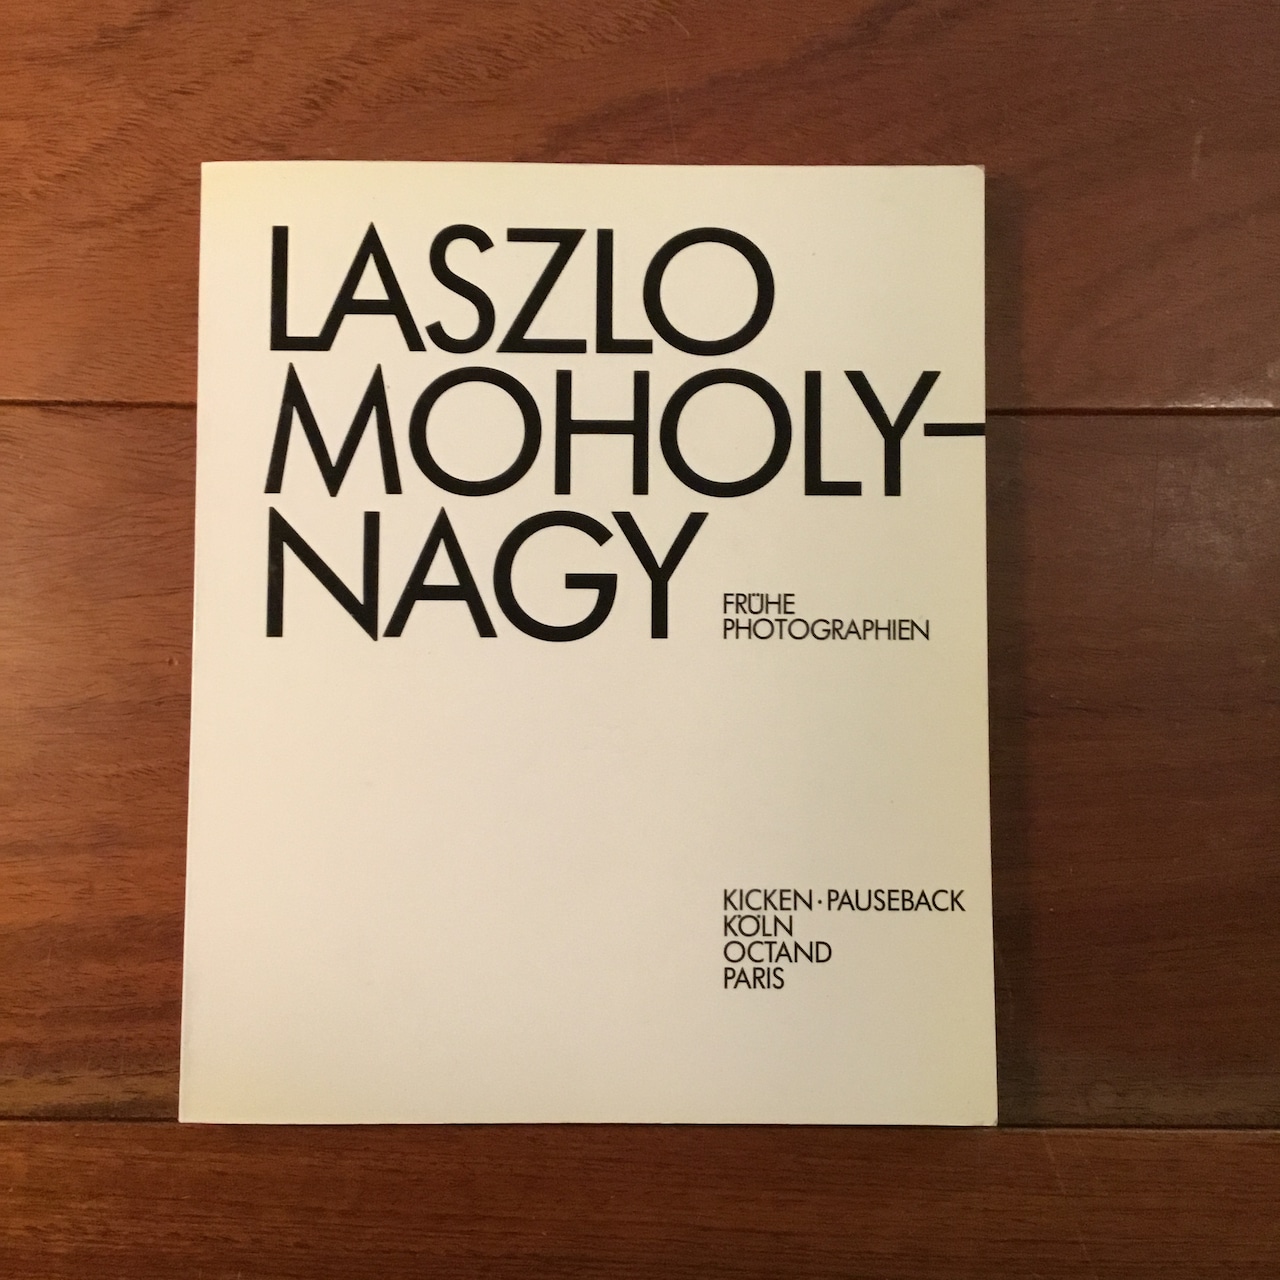 LASZLO
MOHOLY–
NAGY
FRÜHE
PHOTOGRAPHIEN
KICKEN · PAUSEBACK
KÖLN
OCTAND
PARIS